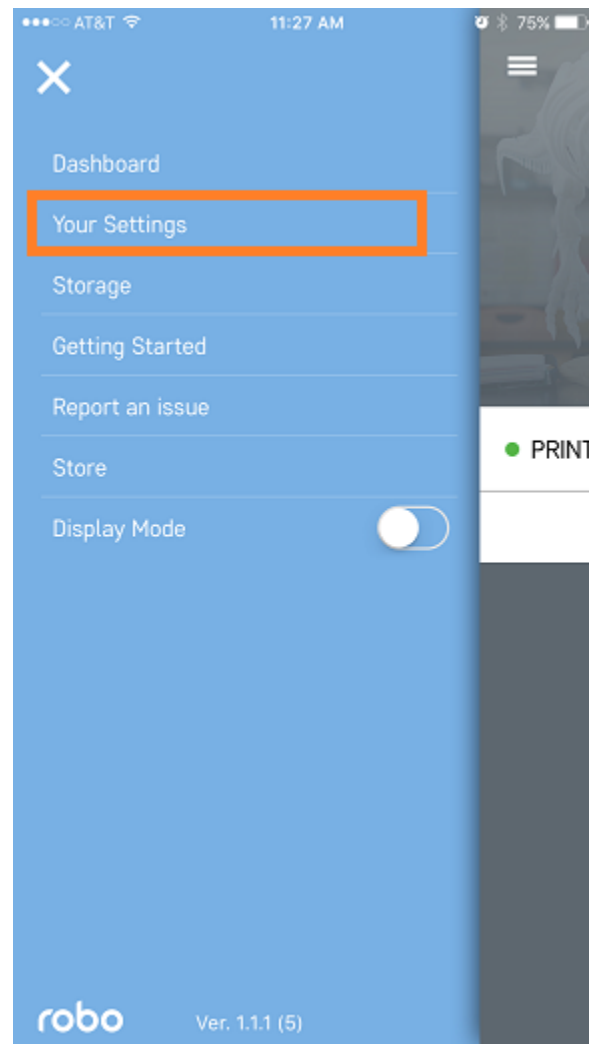 AT&T 11:27 AM 75%
Dashboard
Your Settings
Storage
Getting Started
Report an issue
PRINT
Store
Display Mode
robo Ver. 1.1.1 (5)